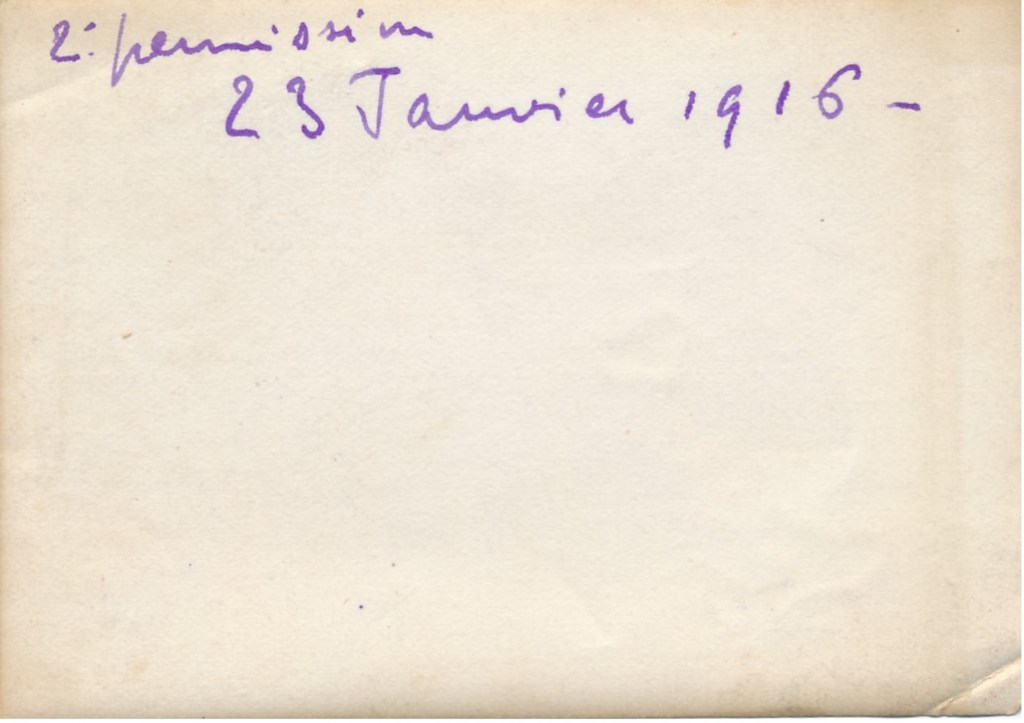 2e permission
23 Janvier 1916 -